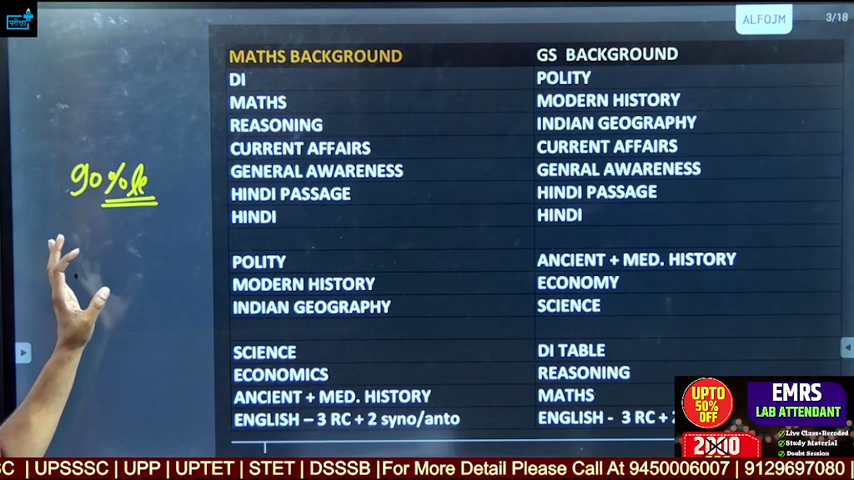 परीक्षा
ALFOJM
3/18
MATHS BACKGROUND GS BACKGROUND
DI POLITY
MATHS MODERN HISTORY
REASONING INDIAN GEOGRAPHY
CURRENT AFFAIRS CURRENT AFFAIRS
GENERAL AWARENESS GENRAL AWARENESS
HINDI PASSAGE HINDI PASSAGE
HINDI HINDI
POLITY ANCIENT + MED. HISTORY
MODERN HISTORY ECONOMY
INDIAN GEOGRAPHY SCIENCE
SCIENCE DI TABLE
ECONOMICS REASONING
ANCIENT + MED. HISTORY MATHS
ENGLISH – 3 RC + 2 syno/anto ENGLISH - 3 RC +
90%
UPTO
50%
OFF
EMRS
LAB ATTENDANT
Live Class+Recoded
Study Material
Doubt Session
SC | UPSSSC | UPP | UPTET | STET | DSSSB |For More Detail Please Call At 9450006007 | 9129697080 |